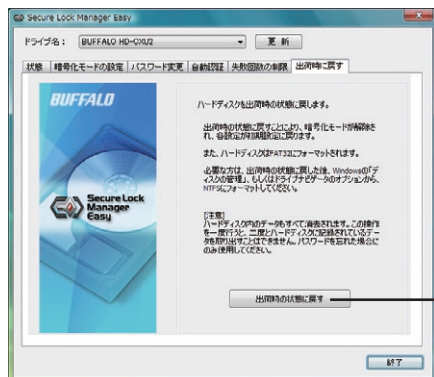 Secure Lock Manager Easy
ドライブ名： BUFFALO HD-CXU2 更 新
状態 暗号化モードの設定 パスワード変更 自動認証 失敗回数の制限 出荷時に戻す
BUFFALO
ハードディスクを出荷時の状態に戻します。
出荷時の状態に戻すことにより、暗号化モードが解除さ
れ、各設定が初期設定に戻ります。
また、ハードディスクはFAT32にフォーマットされます。
必要な方は、出荷時の状態に戻した後、Windowsの「デ
ィスクの管理」、もしくはドライブナビゲータのオプションから、
NTFSにフォーマットしてください。
Secure Lock
Manager
Easy
[注意]
ハードディスク内のデータもすべて消去されます。この操作
を一度行うと、二度とハードディスクに記録されているデー
タを取り出すことはできません。パスワードを忘れた場合に
のみ使用してください。
出荷時の状態に戻す
終了